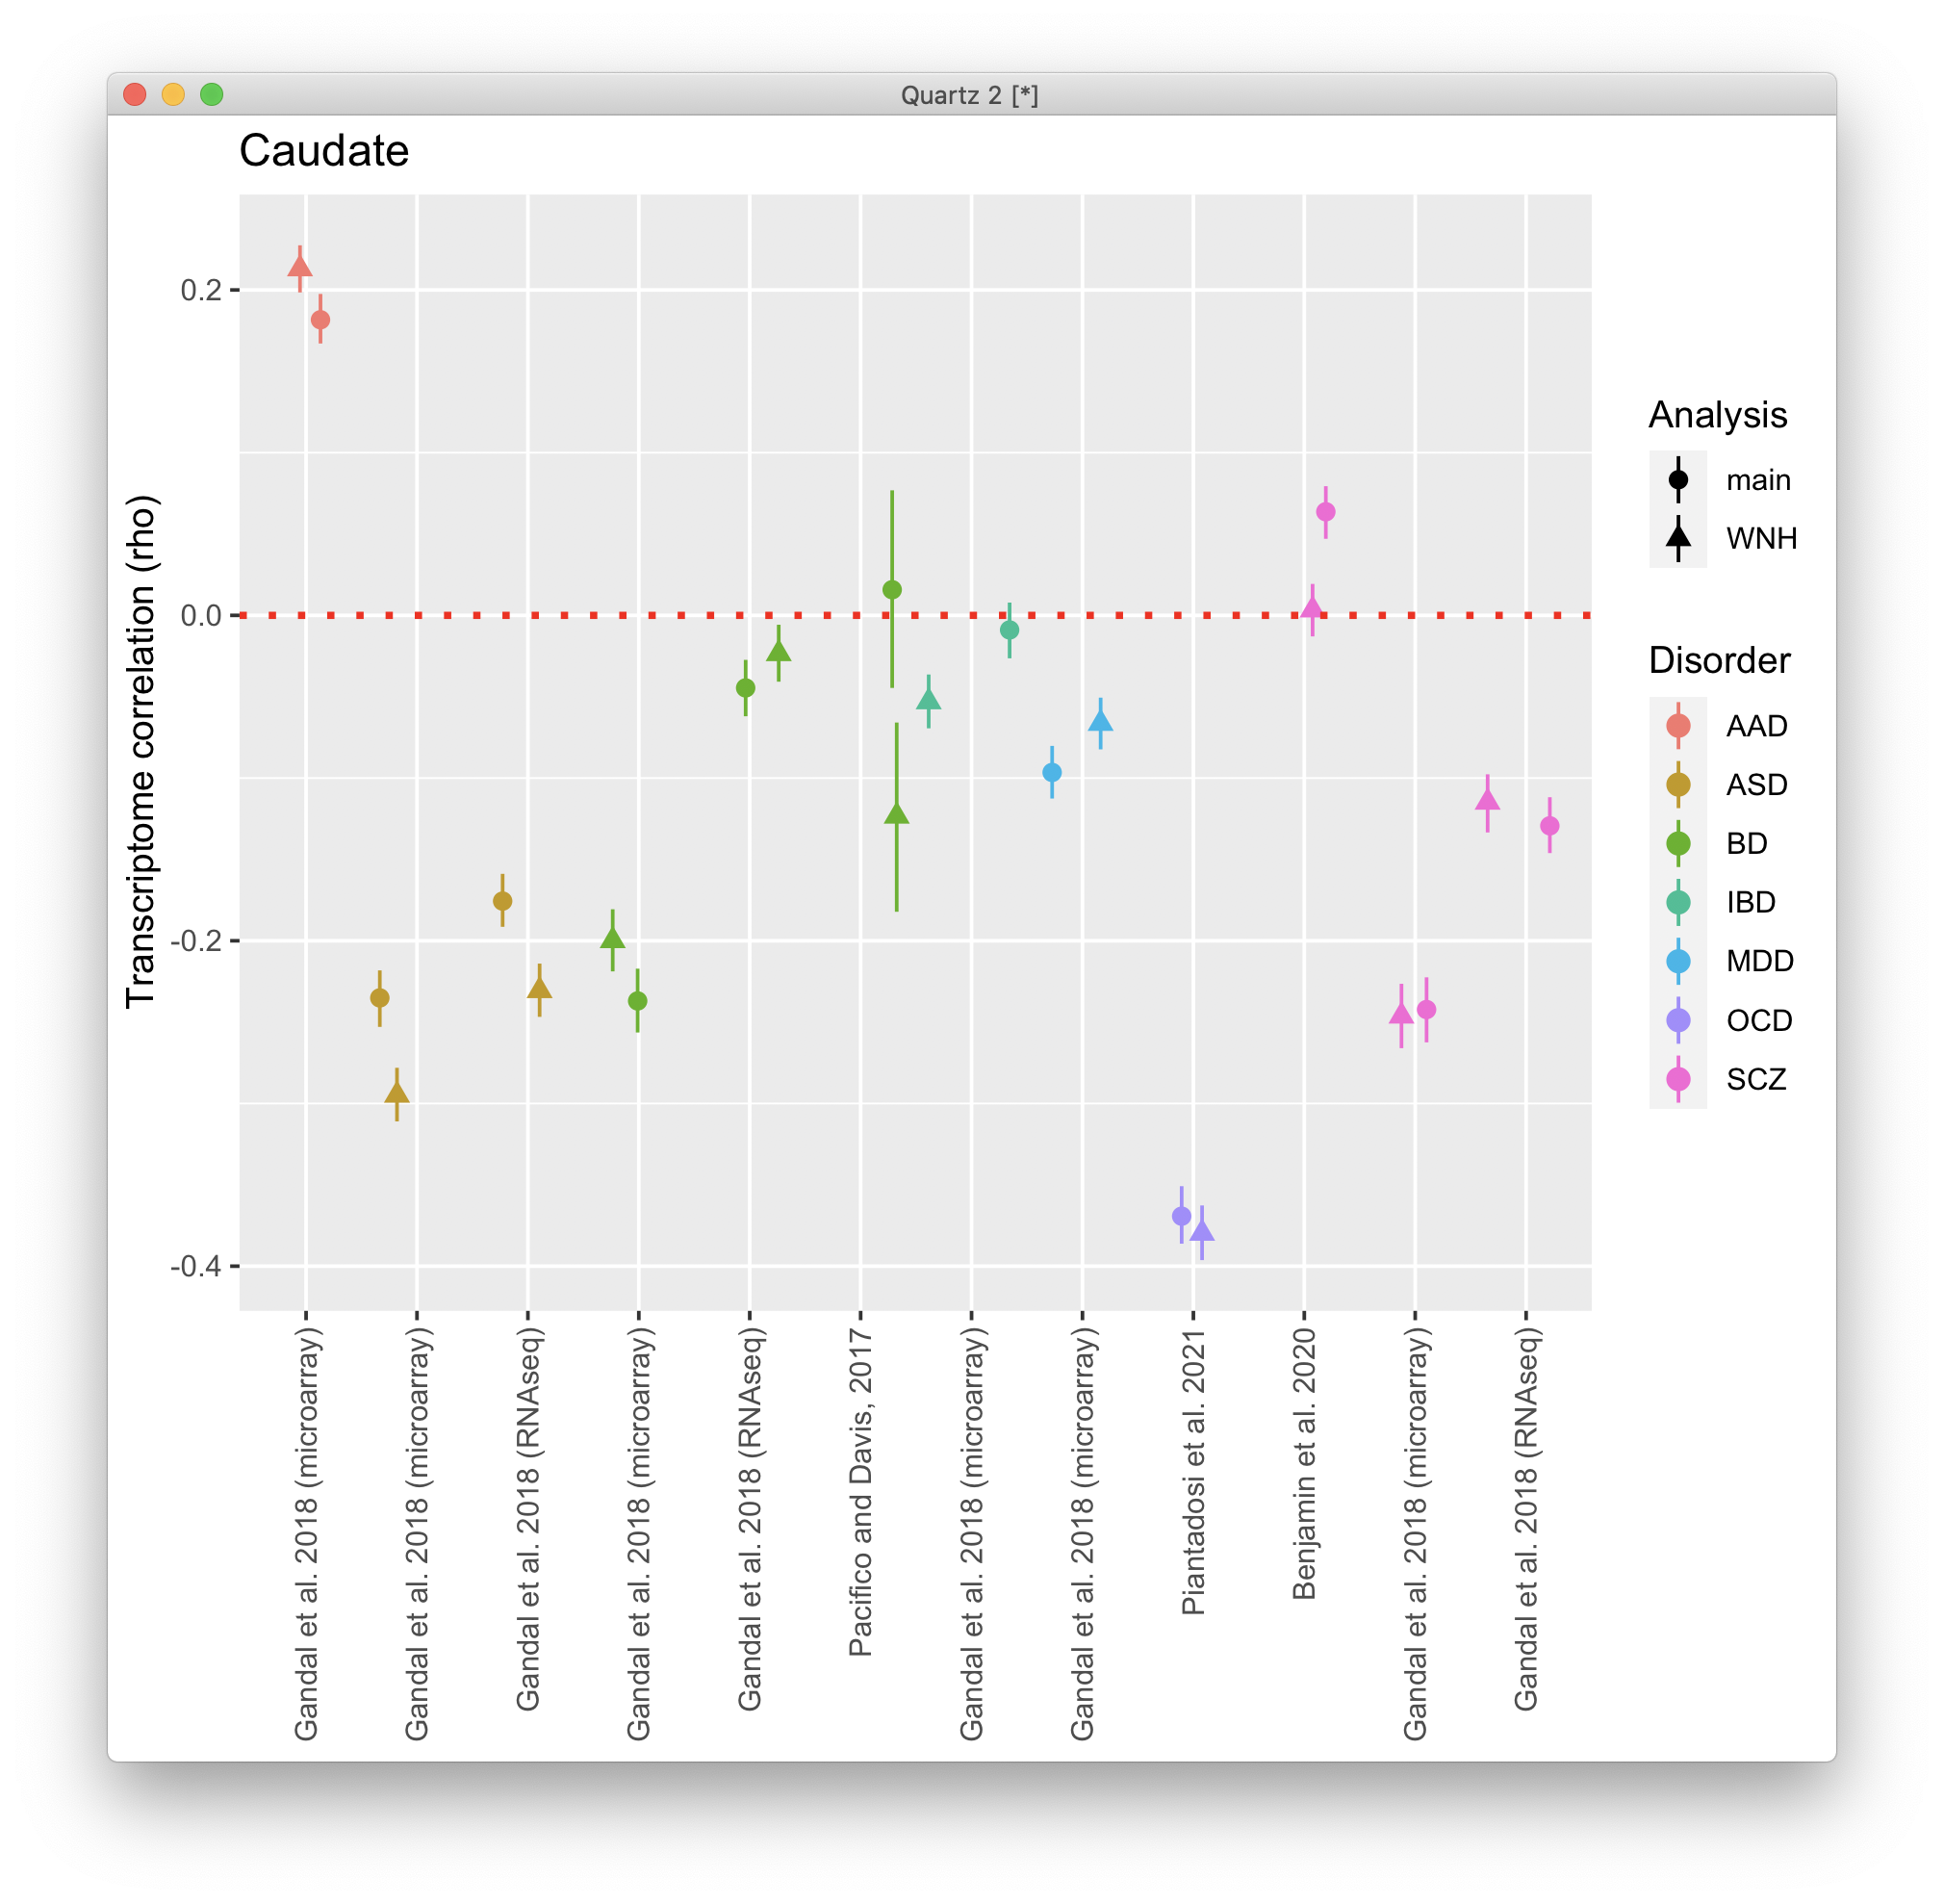 Quartz 2 [*]
Caudate
Transcriptome correlation (rho)
0.2
0.0
-0.2
-0.4
Gandal et al. 2018 (microarray)
Gandal et al. 2018 (microarray)
Gandal et al. 2018 (RNAseq)
Gandal et al. 2018 (microarray)
Gandal et al. 2018 (RNAseq)
Pacifico and Davis, 2017
Gandal et al. 2018 (microarray)
Gandal et al. 2018 (microarray)
Piantadosi et al. 2021
Benjamin et al. 2020
Gandal et al. 2018 (microarray)
Gandal et al. 2018 (RNAseq)
Analysis
main
WNH
Disorder
AAD
ASD
BD
IBD
MDD
OCD
SCZ